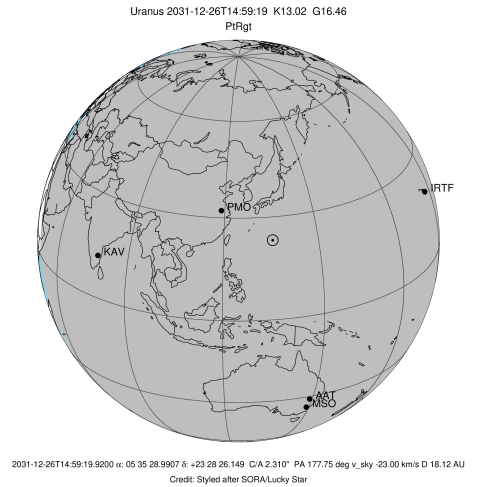 Uranus 2031-12-26T14:59:19 K13.02 G16.46
PtRgt
IRTF
PMO
KAV
AAT
MSO
2031-12-26T14:59:19.9200 α: 05 35 28.9907 δ: +23 28 26.149 C/A 2.310" PA 177.75 deg v_sky -23.00 km/s D 18.12 AU
Credit: Styled after SORA/Lucky Star